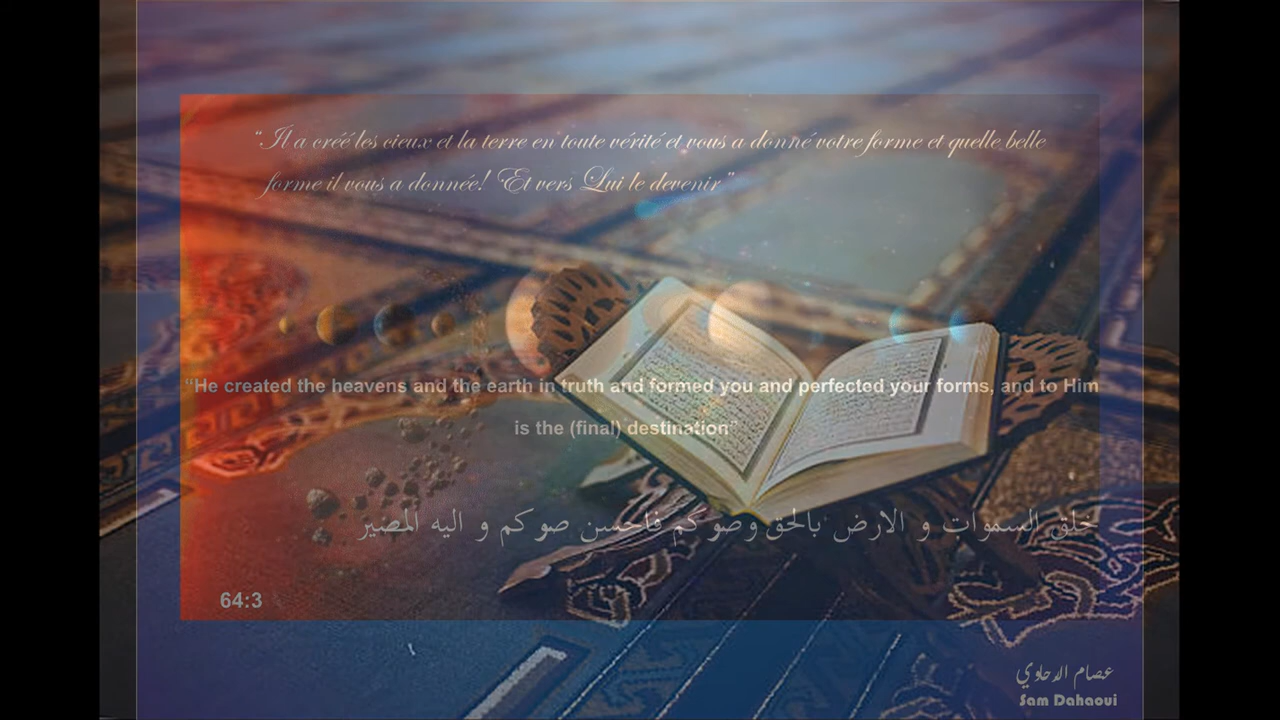 “Il a créé les cieux et la terre en toute vérité et vous a donné votre forme et quelle belle
forme il vous a donnée! Et vers Lui le devenir”
“He created the heavens and the earth in truth and formed you and perfected your forms, and to Him
is the (final) destination”
خلق السموات و الارض بالحق وصوركم فاحسن صوركم و اليه المصير
64:3
عصام الدحاوي
Sam Dahaoui